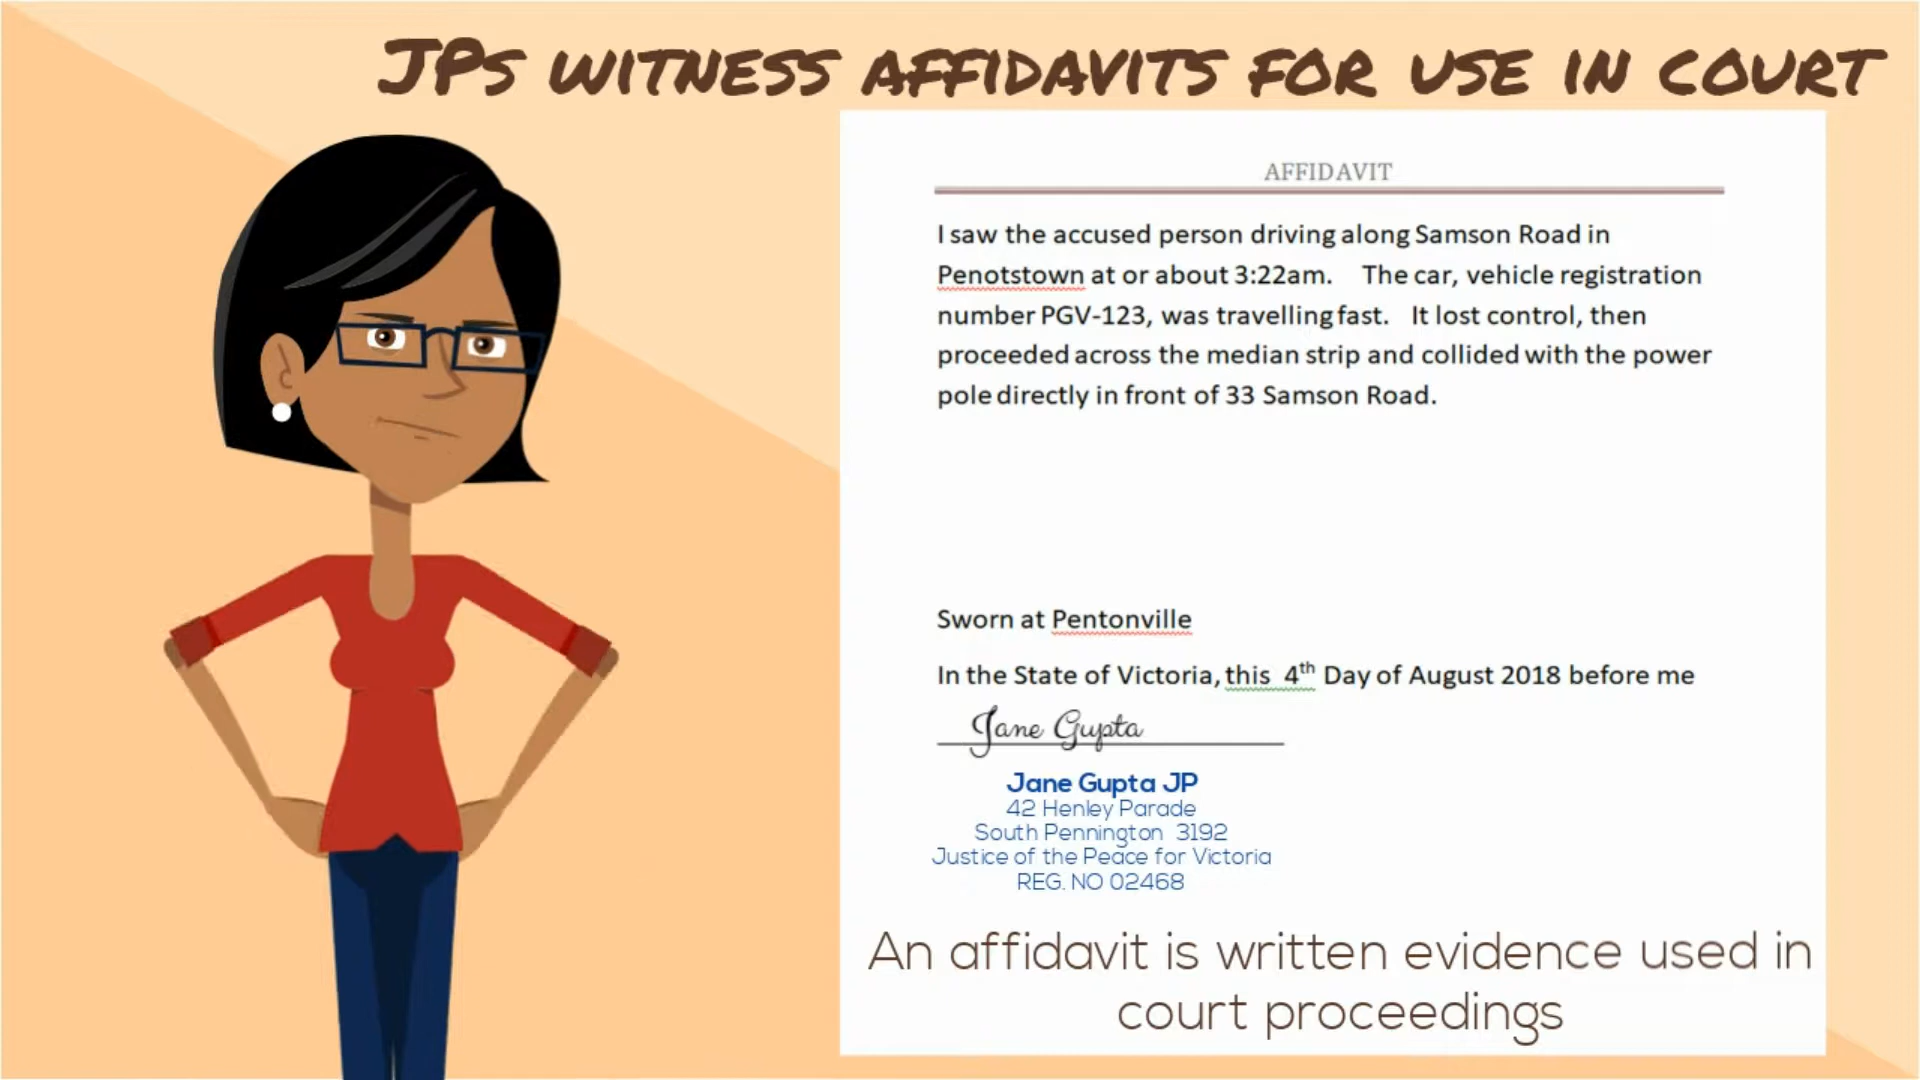 JPs WITNESS AFFIDAVITS FOR USE IN COURT
AFFIDAVIT
I saw the accused person driving along Samson Road in
Penotstown at or about 3:22am. The car, vehicle registration
number PGV-123, was travelling fast. It lost control, then
proceeded across the median strip and collided with the power
pole directly in front of 33 Samson Road.
Sworn at Pentonville
In the State of Victoria, this 4th Day of August 2018 before me
Jane Gupta
Jane Gupta JP
42 Henley Parade
South Pennington 3192
Justice of the Peace for Victoria
REG. NO 02468
An affidavit is written evidence used in
court proceedings